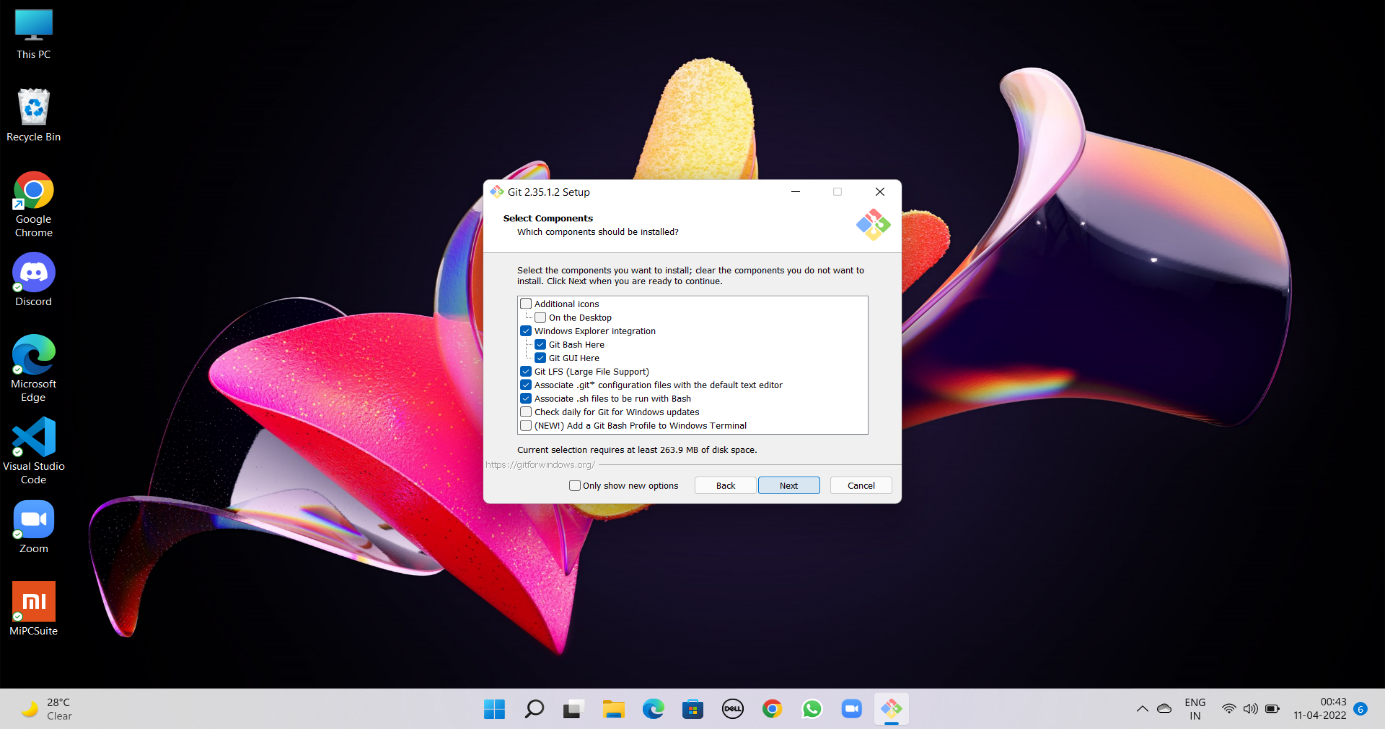 This PC
Recycle Bin
Google
Chrome
Discord
Microsoft
Edge
Visual Studio
Code
Zoom
mi
MiPCSuite
Git 2.35.1.2 Setup
Select Components
Which components should be installed?
Select the components you want to install; clear the components you do not want to
install. Click Next when you are ready to continue.
Additional icons
On the Desktop
Windows Explorer integration
Git Bash Here
Git GUI Here
Git LFS (Large File Support)
Associate .git* configuration files with the default text editor
Associate .sh files to be run with Bash
Check daily for Git for Windows updates
(NEW!) Add a Git Bash Profile to Windows Terminal
Current selection requires at least 263.9 MB of disk space.
https://gitforwindows.org/
Only show new options
Back
Next
Cancel
28°C
Clear
DELL
ENG
IN
00:43
11-04-2022
6